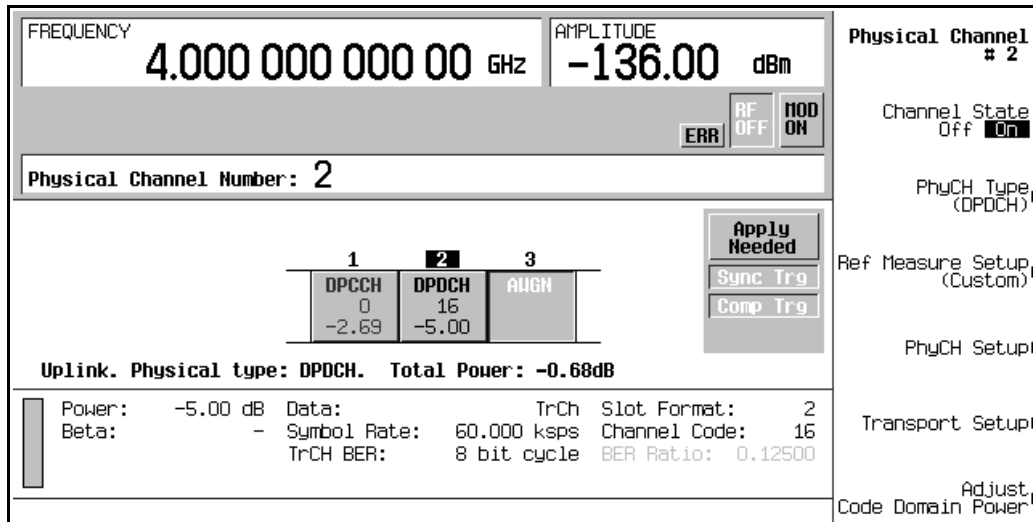 FREQUENCY
4.000 000 000 00 GHz
AMPLITUDE
-136.00 dBm
ERR
RF OFF
MOD ON
Physical Channel Number: 2
1 2 3
DPCCH DPDCH AWGN
0 16
-2.69 -5.00
Apply Needed
Sync Trg
Comp Trg
Uplink. Physical type: DPDCH. Total Power: -0.68dB
Power: -5.00 dB Data: TrCh Slot Format: 2
Beta: - Symbol Rate: 60.000 ksps Channel Code: 16
TrCH BER: 8 bit cycle BER Ratio: 0.12500
Physical Channel
# 2
Channel State
Off On
PhyCH Type
(DPDCH)
Ref Measure Setup
(Custom)
PhyCH Setup
Transport Setup
Adjust
Code Domain Power